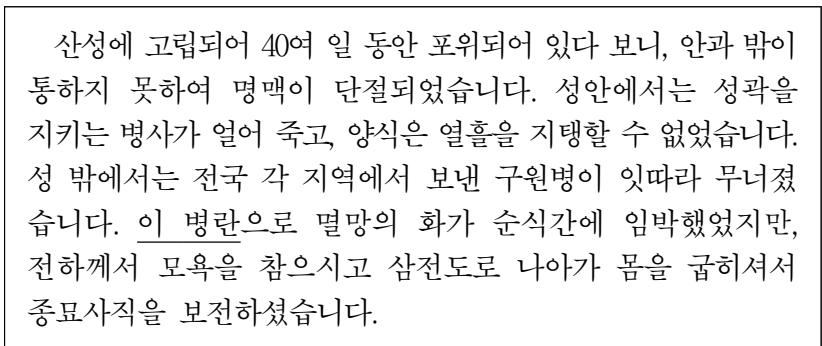 산성에 고립되어 40여 일 동안 포위되어 있다 보니, 안과 밖이
통하지 못하여 명맥이 단절되었습니다. 성안에서는 성곽을
지키는 병사가 얼어 죽고, 양식은 열흘을 지탱할 수 없었습니다.
성 밖에서는 전국 각 지역에서 보낸 구원병이 잇따라 무너졌
습니다. 이 병란으로 멸망의 화가 순식간에 임박했었지만,
전하께서 모욕을 참으시고 삼전도로 나아가 몸을 굽히셔서
종묘사직을 보전하셨습니다.